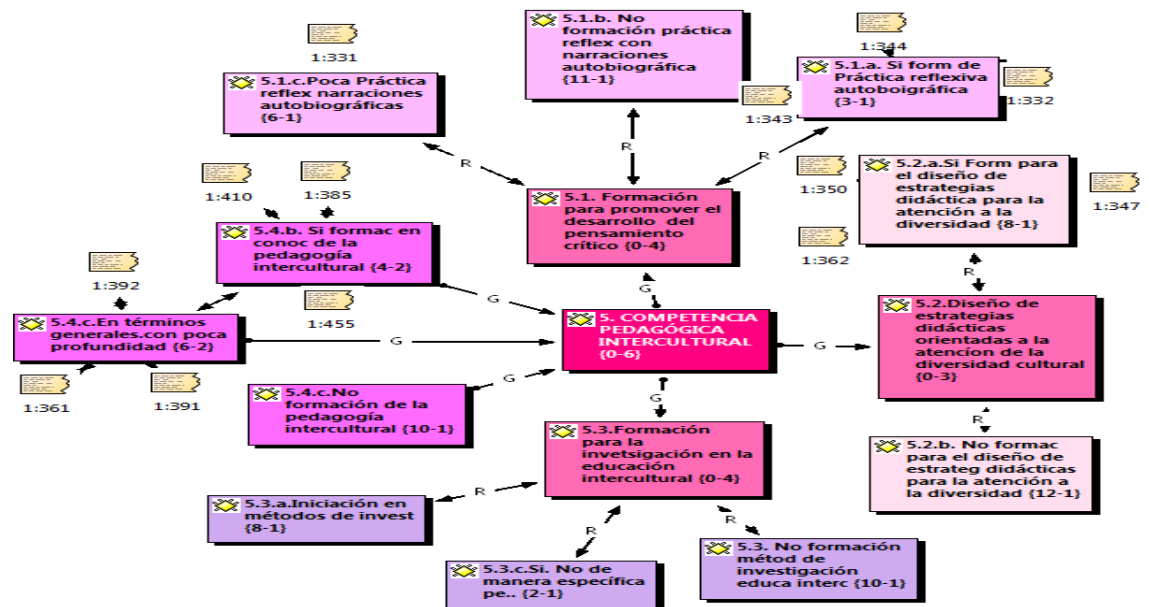 5.1.b. No
formación práctica
reflex con
narraciones
autobiográfica
{11-1}
1:331
1:344
5.1.c.Poca Práctica
reflex narraciones
autobiográficas
{6-1}
5.1.a. Si form de
Práctica reflexiva
autoboigráfica
{3-1}
1:343
1:332
R
R
R
1:410
1:385
5.1. Formación
para promover el
desarrollo del
pensamiento
crítico {0-4}
1:350
5.2.a.Si Form para
el diseño de
estrategias
didáctica para la
atención a la
diversidad {8-1}
1:347
5.4.b. Si formac en
conoc de la
pedagogía
intercultural {4-2}
1:362
1:392
G
R
G
1:455
5.4.c.En términos
generales.con poca
profundidad {6-2}
5. COMPETENCIA
PEDAGÓGICA
INTERCULTURAL
{0-6}
5.2.Diseño de
estrategias
didácticas
orientadas a la
atencíon de la
diversidad cultural
{0-3}
G
G
1:361
1:391
G
G
5.4.c.No
formación de la
pedagogía
intercultural {10-1}
5.3.Formación
para la
invetsigación en la
educación
intercultural {0-4}
R
5.2.b. No formac
para el diseño de
estrateg didácticas
para la atención a
la diversidad {12-1}
R
5.3.a.Iniciación en
métodos de invest
{8-1}
R
R
5.3.c.Si. No de
manera específica
pe.. {2-1}
5.3. No formación
métod de
investigación
educa interc {10-1}